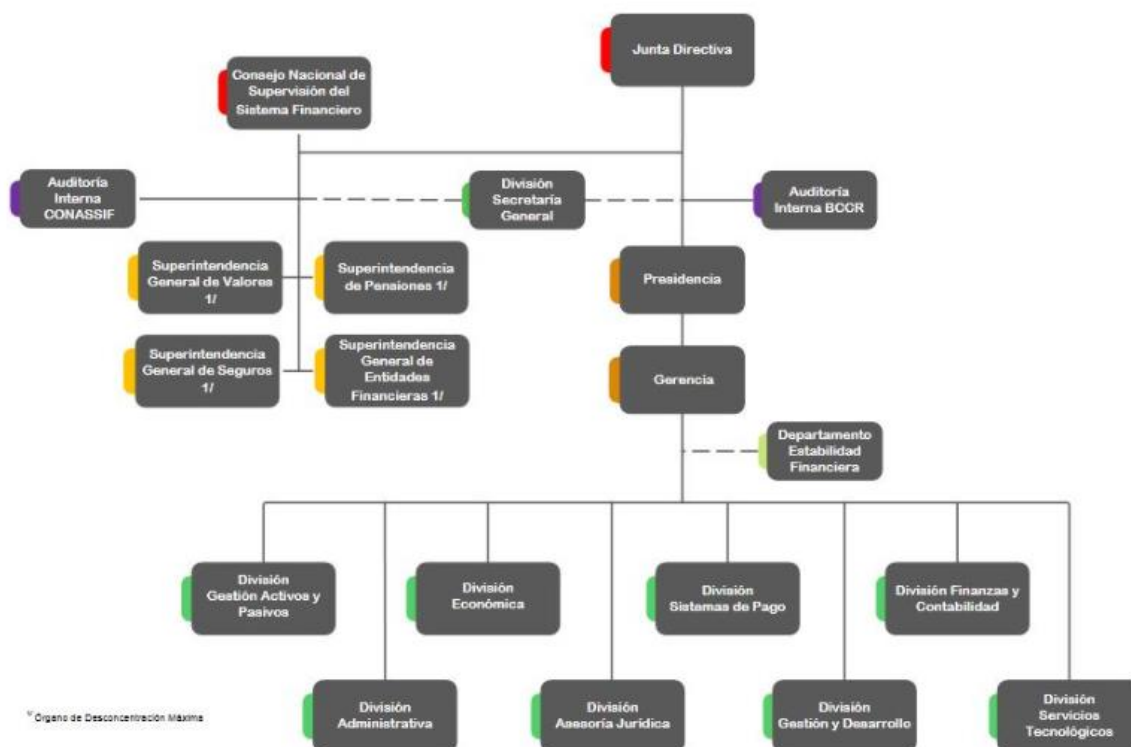 Junta Directiva
Consejo Nacional de
Supervisión del
Sistema Financiero
Auditoría
Interna
CONASSIF
División
Secretaría
General
Auditoría
Interna BCCR
Superintendencia
General de Valores
1/
Superintendencia
de Pensiones 1/
Presidencia
Superintendencia
General de Seguros
1/
Superintendencia
General de
Entidades
Financieras 1/
Gerencia
Departamento
Estabilidad
Financiera
División
Gestión Activos y
Pasivos
División
Económica
División
Sistemas de Pago
División Finanzas y
Contabilidad
División
Administrativa
División
Asesoría Jurídica
División
Gestión y Desarrollo
División
Servicios
Tecnológicos
1/ Órgano de Desconcentración Máxima